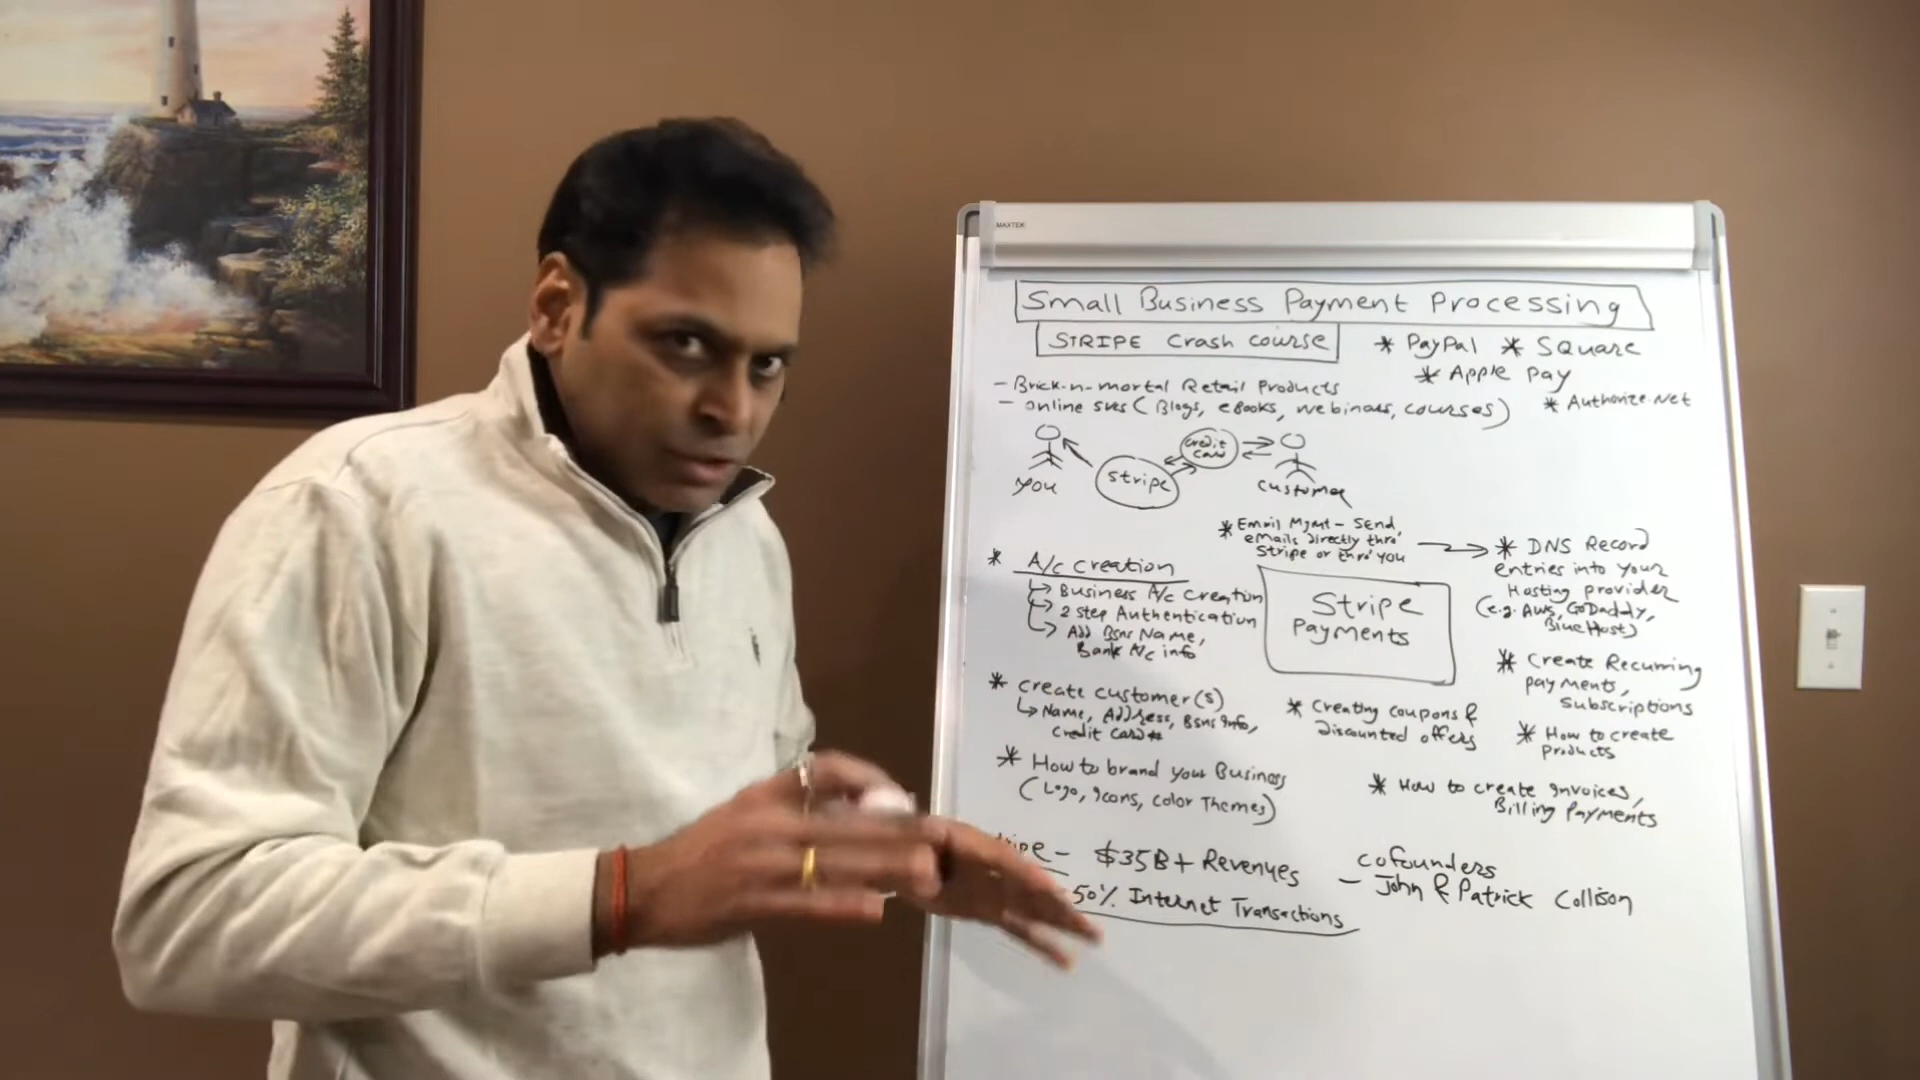 MAXTEK
Small Business Payment Processing
STRIPE Crash course
* PayPal * Square
* Apple Pay
* Authorize.net
- Brick-n-mortal Retail Products
- online svs (Blogs, eBooks, webinars, courses)
You
Stripe
Credit
Card
Customer
* Email Mgmt - Send
emails directly thro'
Stripe or thro' you
* DNS Record
entries into your
Hosting provider
(e.g. AWS, GoDaddy,
BlueHost)
* A/c creation
Business A/c Creation
2 step Authentication
Add Bsns Name,
Bank A/c info
Stripe
Payments
* Create Recurring
payments,
Subscriptions
* Create customer(s)
Name, Address, Bsns Info,
Credit Card #
* Creating coupons &
discounted offers
* How to create
products
* How to brand your Business
(Logo, Icons, Color Themes)
* How to create Invoices,
Billing Payments
- $35B+ Revenues
50% Internet Transactions
cofounders
- John & Patrick Collison